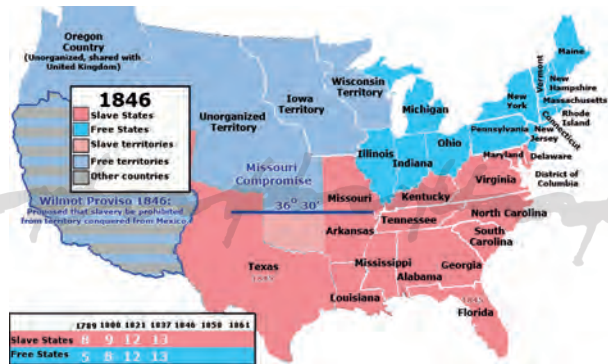 Oregon
Country
(Unorganized, shared with
United Kingdom)
1846
Slave States
Free States
Slave territories
Free territories
Other countries
Wilmot Proviso 1846:
Proposed that slavery be prohibited
from territory conquered from Mexico
Unorganized
Territory
Iowa
Territory
Wisconsin
Territory
Michigan
Missouri
Compromise
36° 30'
Illinois
Indiana
Ohio
Pennsylvania
New
York
Vermont
Maine
New
Hampshire
Massachusetts
Rhode
Island
Connecticut
New
Jersey
Maryland
Delaware
District of
Columbia
Virginia
Kentucky
Missouri
Tennessee
North Carolina
South
Carolina
Arkansas
Mississippi
Alabama
Georgia
Texas
1845
Louisiana
1845
Florida
1789 1800 1821 1837 1846 1850 1861
Slave States 8 9 12 13
Free States 5 8 12 13